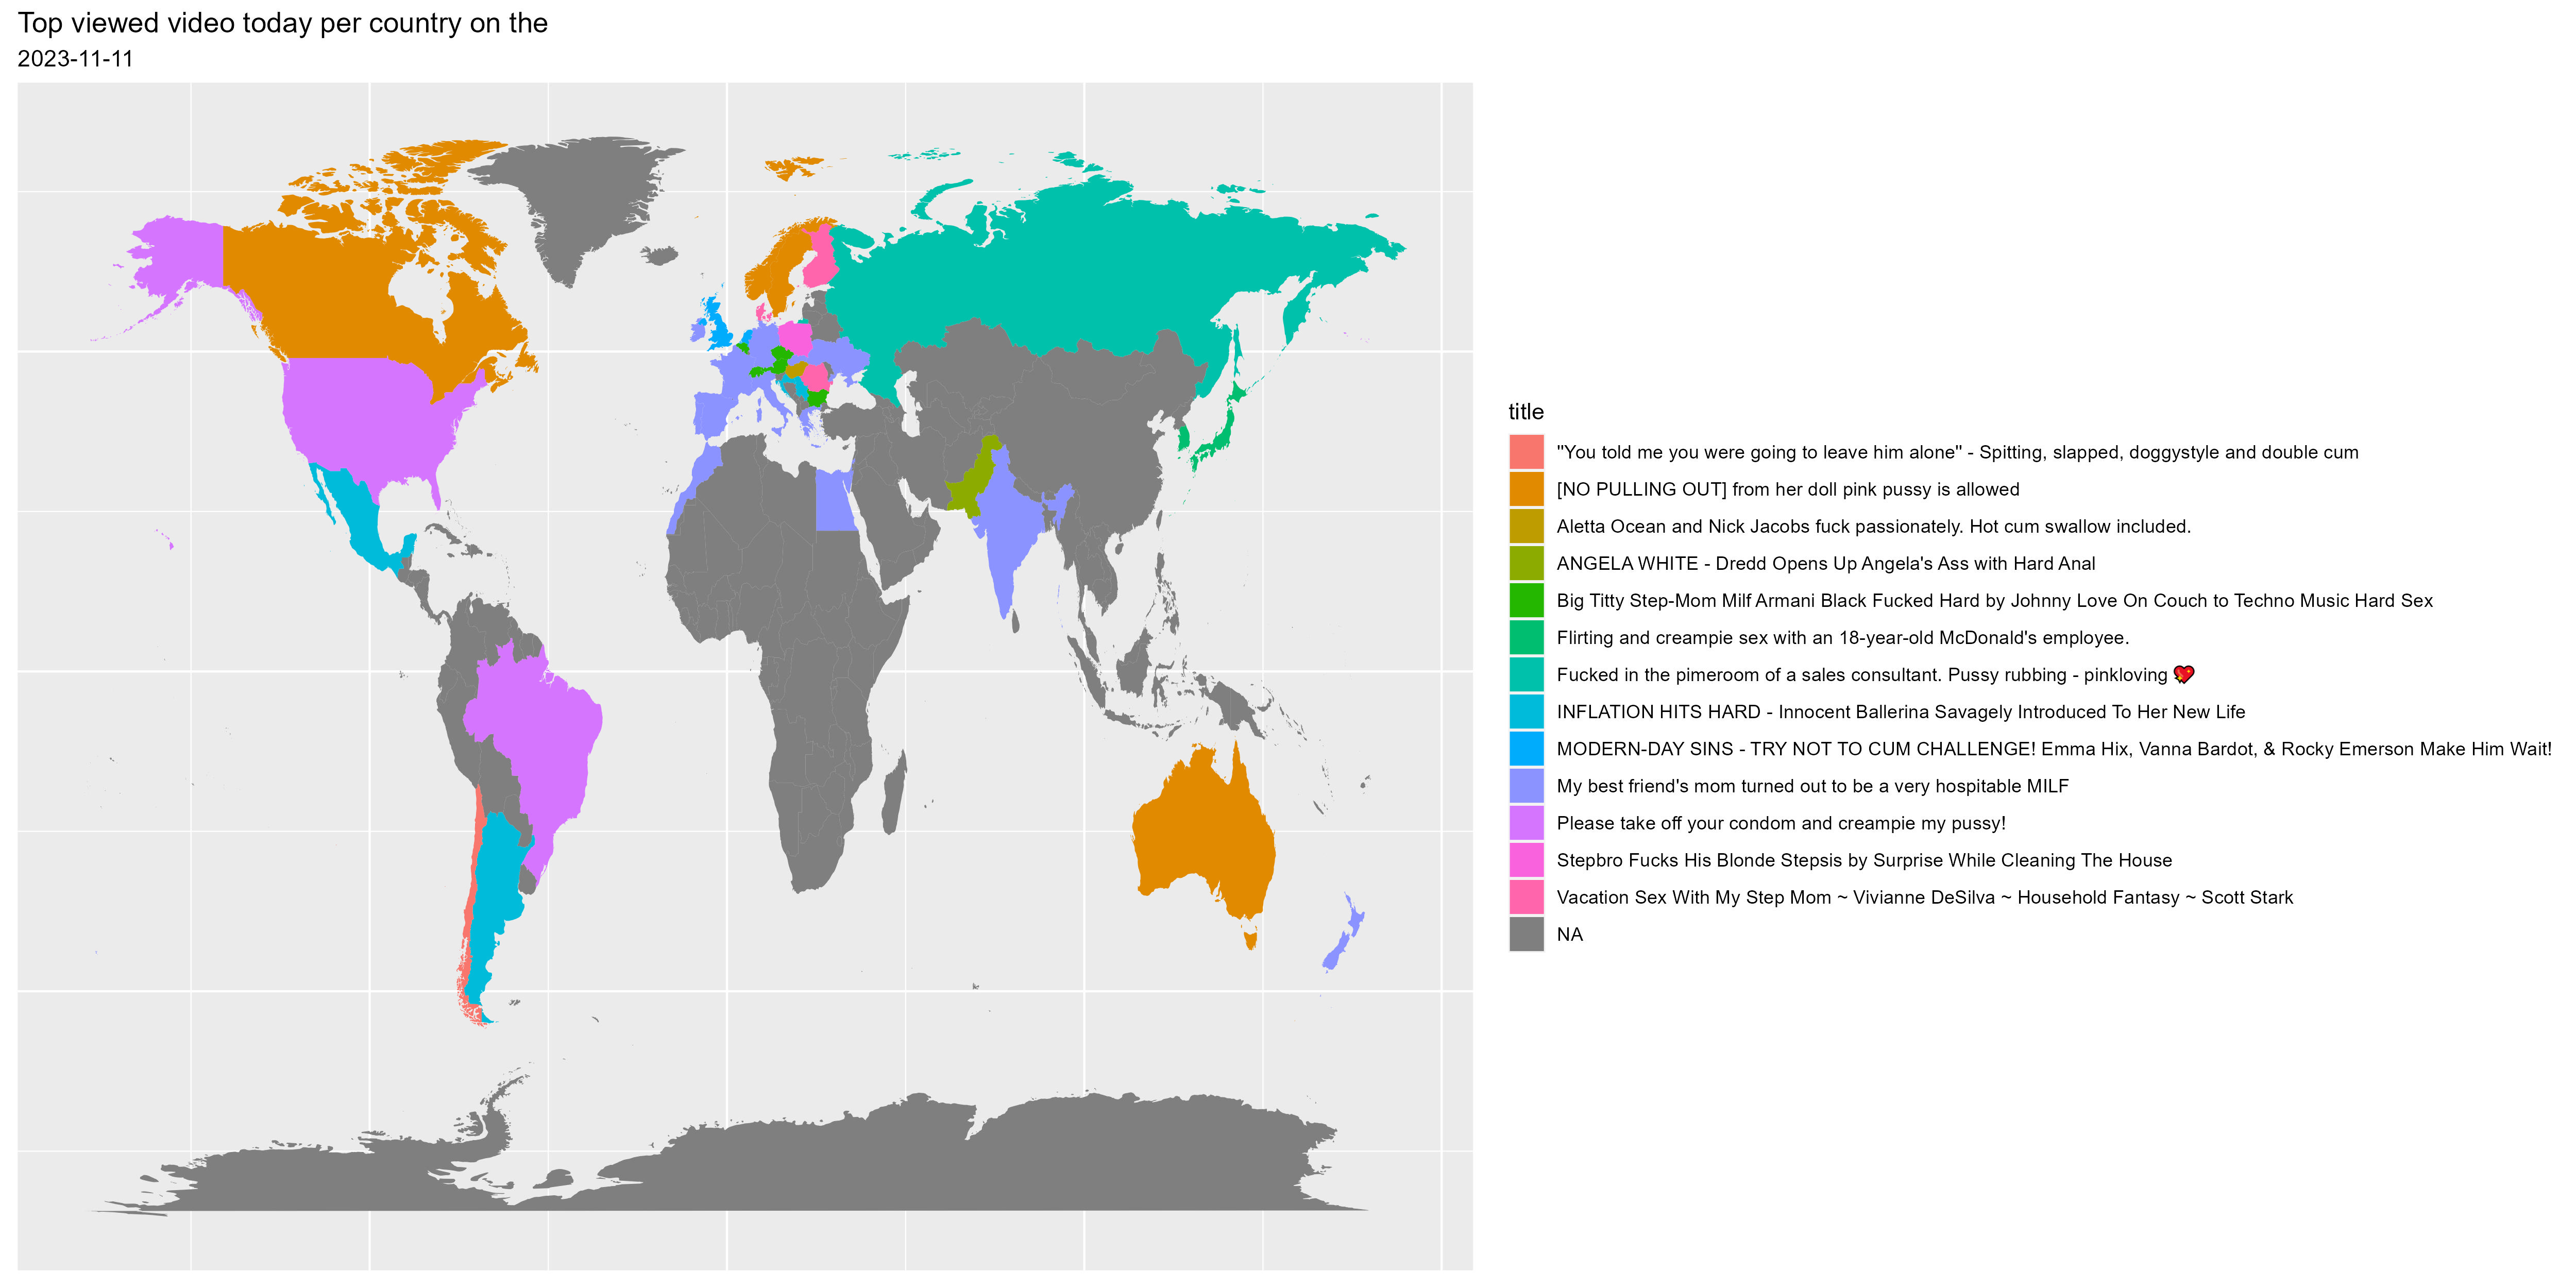 Top viewed video today per country on the
2023-11-11
title
"You told me you were going to leave him alone" - Spitting, slapped, doggystyle and double cum
[NO PULLING OUT] from her doll pink pussy is allowed
Aletta Ocean and Nick Jacobs fuck passionately. Hot cum swallow included.
ANGELA WHITE - Dredd Opens Up Angela's Ass with Hard Anal
Big Titty Step-Mom Milf Armani Black Fucked Hard by Johnny Love On Couch to Techno Music Hard Sex
Flirting and creampie sex with an 18-year-old McDonald's employee.
Fucked in the pimeroom of a sales consultant. Pussy rubbing - pinkloving 💖
INFLATION HITS HARD - Innocent Ballerina Savagely Introduced To Her New Life
MODERN-DAY SINS - TRY NOT TO CUM CHALLENGE! Emma Hix, Vanna Bardot, & Rocky Emerson Make Him Wait!
My best friend's mom turned out to be a very hospitable MILF
Please take off your condom and creampie my pussy!
Stepbro Fucks His Blonde Stepsis by Surprise While Cleaning The House
Vacation Sex With My Step Mom ~ Vivianne DeSilva ~ Household Fantasy ~ Scott Stark
NA